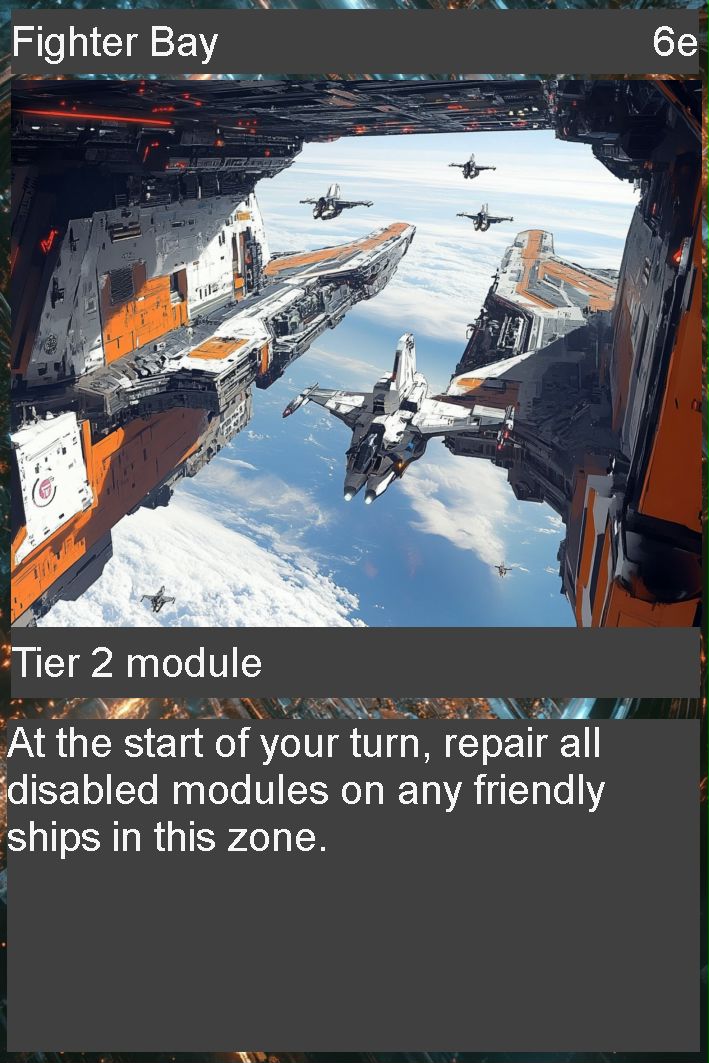 Fighter Bay 6e
Tier 2 module
At the start of your turn, repair all
disabled modules on any friendly
ships in this zone.